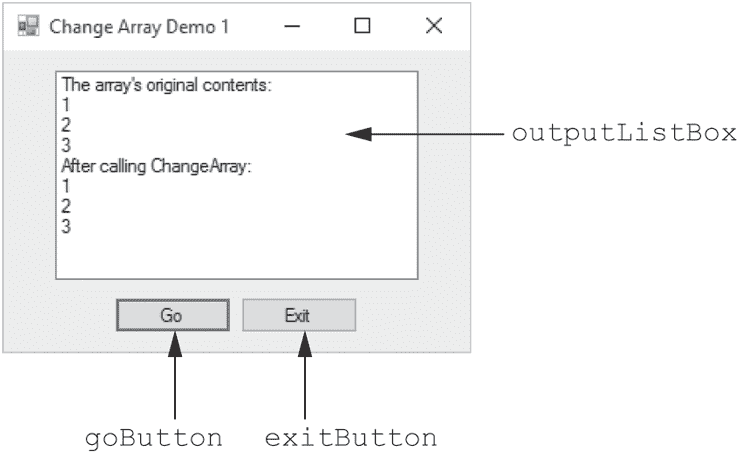 Change Array Demo 1
The array's original contents:
1
2
3
After calling ChangeArray:
1
2
3
outputListBox
Go
Exit
goButton
exitButton